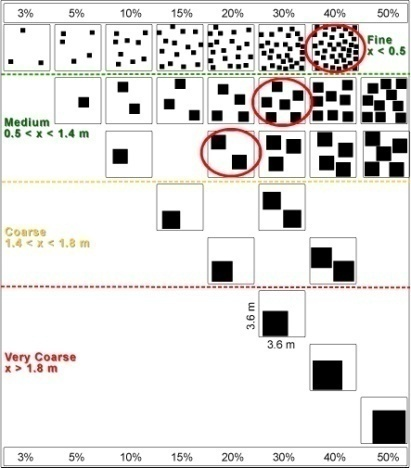 3% 5% 10% 15% 20% 30% 40% 50%
Fine
x < 0.5
Medium
0.5 < x < 1.4 m
Coarse
1.4 < x < 1.8 m
3.6 m
3.6 m
Very Coarse
x > 1.8 m
3% 5% 10% 15% 20% 30% 40% 50%